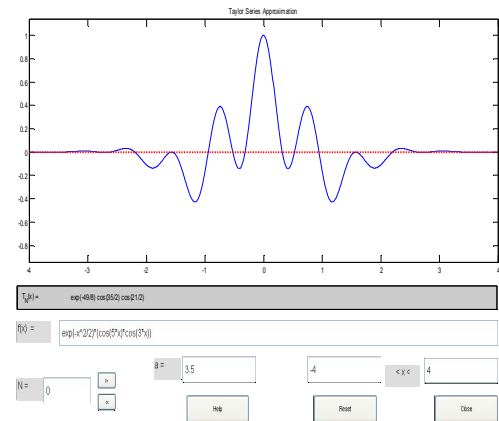 Taylor Series Approximation
1
0.8
0.6
0.4
0.2
0
-0.2
-0.4
-0.6
-0.8
-4 -3 -2 -1 0 1 2 3 4
T_N(x) = exp(-49/8) cos(35/2) cos(21/2)
f(x) = exp(-x^2/2)*(cos(5*x)*cos(3*x))
N = 0 » «
a = 3.5 -4 < x < 4
Help Reset Close